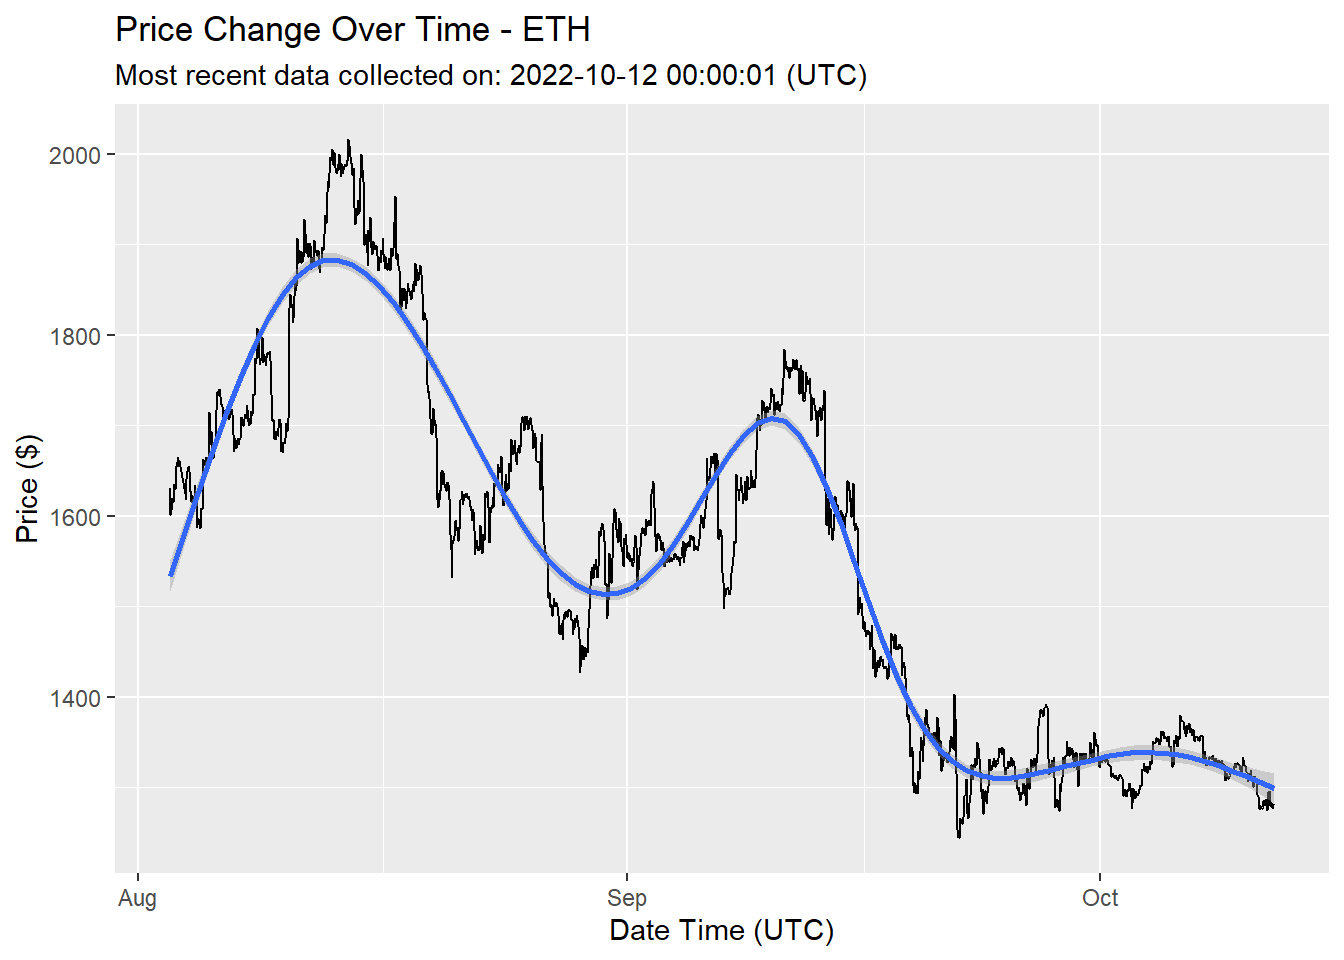 Price Change Over Time - ETH
Most recent data collected on: 2022-10-12 00:00:01 (UTC)
Price ($)
2000
1800
1600
1400
Aug Sep Oct
Date Time (UTC)